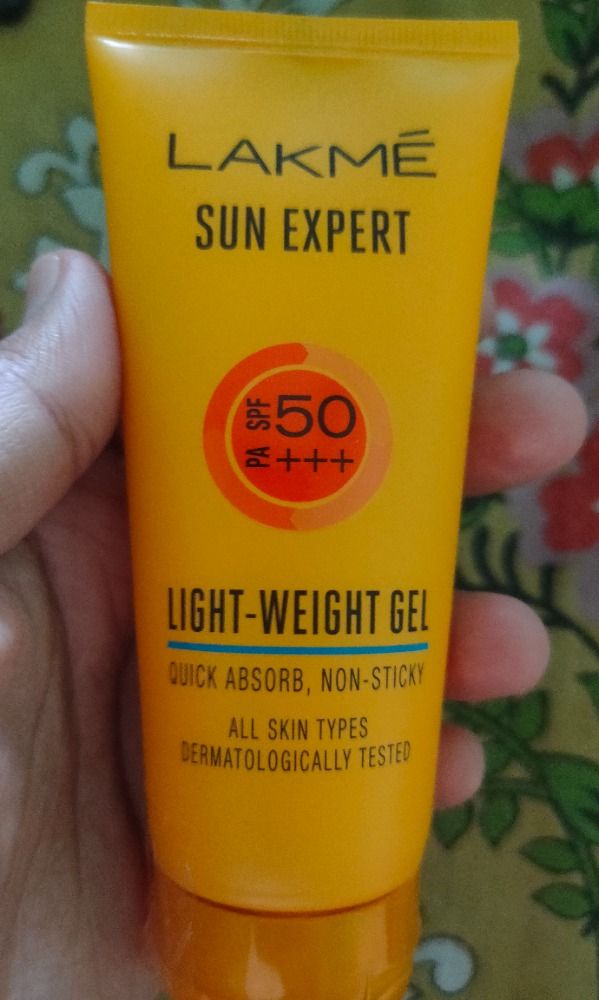 LAKMÉ
SUN EXPERT
SPF 50
PA +++
LIGHT-WEIGHT GEL
QUICK ABSORB, NON-STICKY
ALL SKIN TYPES
DERMATOLOGICALLY TESTED